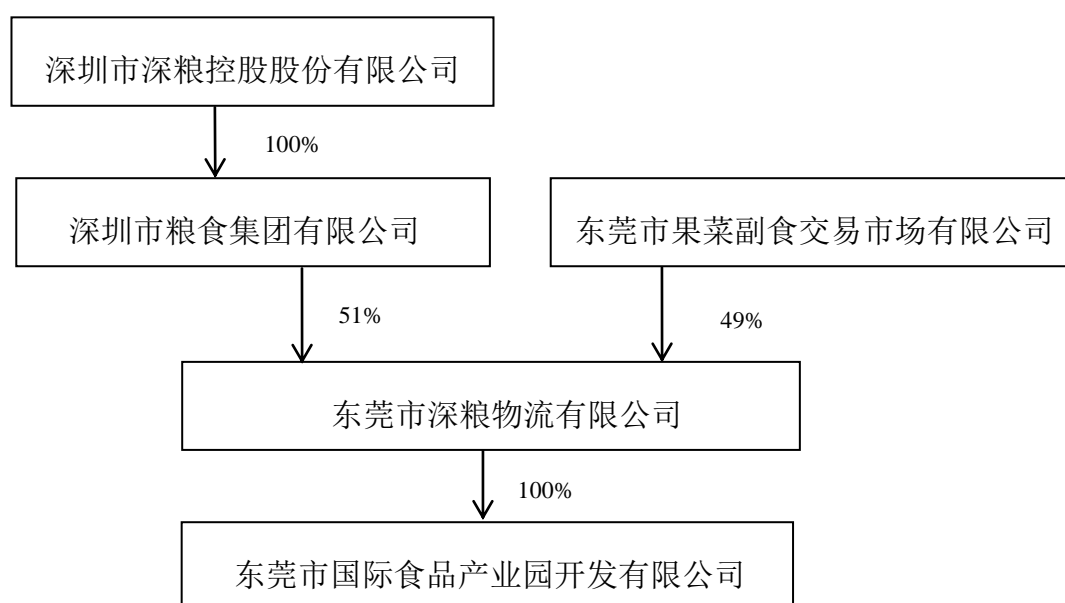 深圳市深粮控股股份有限公司
100%
深圳市粮食集团有限公司
东莞市果菜副食交易市场有限公司
51%
49%
东莞市深粮物流有限公司
100%
东莞市国际食品产业园开发有限公司